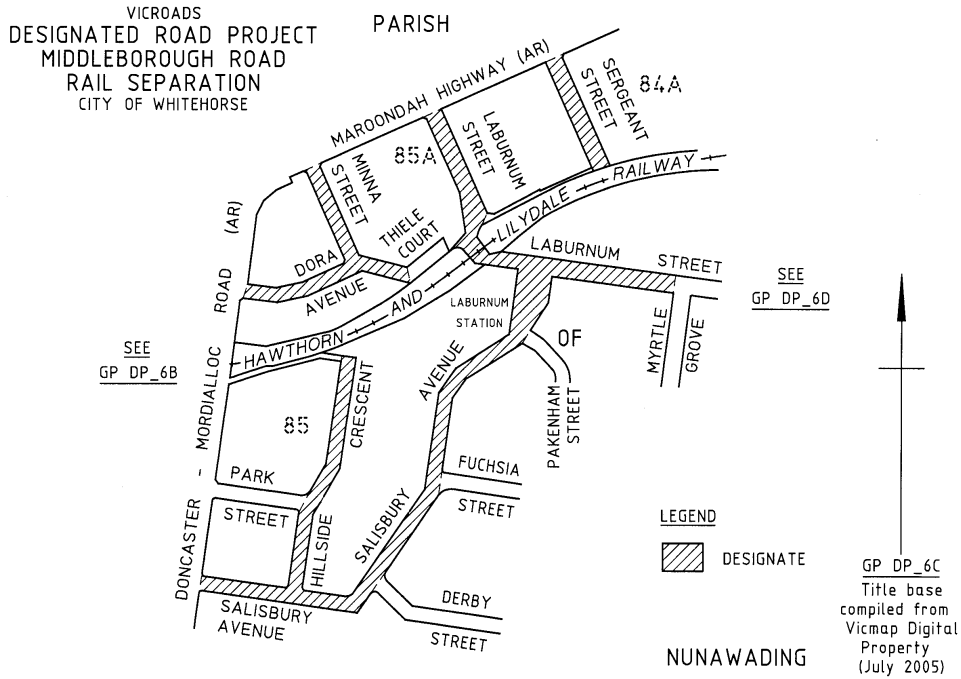 VICROADS
DESIGNATED ROAD PROJECT
MIDDLEBOROUGH ROAD
RAIL SEPARATION
CITY OF WHITEHORSE
PARISH
MAROONDAH HIGHWAY (AR)
SERGEANT
STREET
84A
85A
LABURNUM
STREET
MINNA
STREET
THIELE
COURT
HAWTHORN AND LILYDALE RAILWAY
DORA
AVENUE
LABURNUM STREET
SEE
GP DP_6D
LABURNUM
STATION
OF
MYRTLE
GROVE
SEE
GP DP_6B
DONCASTER - MORDIALLOC ROAD (AR)
85
HILLSIDE CRESCENT
SALISBURY AVENUE
PAKENHAM
STREET
PARK
STREET
FUCHSIA
STREET
SALISBURY
AVENUE
DERBY
STREET
LEGEND
DESIGNATE
NUNAWADING
GP DP_6C
Title base
compiled from
Vicmap Digital
Property
(July 2005)